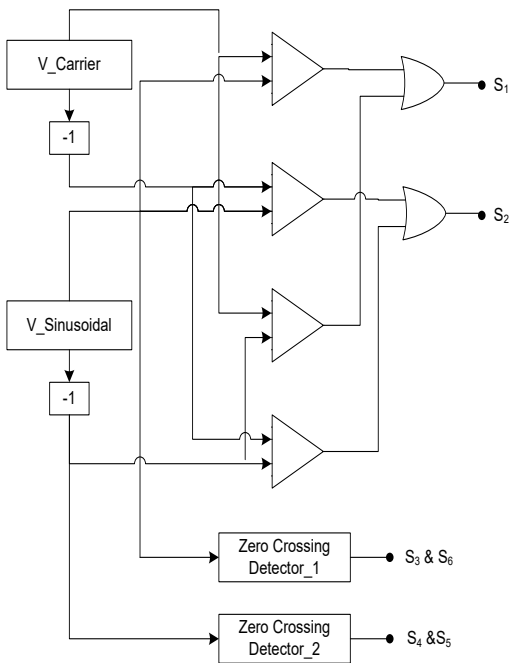 V_Carrier
-1
S1
S2
V_Sinusoidal
-1
Zero Crossing
Detector_1
S3 & S6
Zero Crossing
Detector_2
S4 &S5